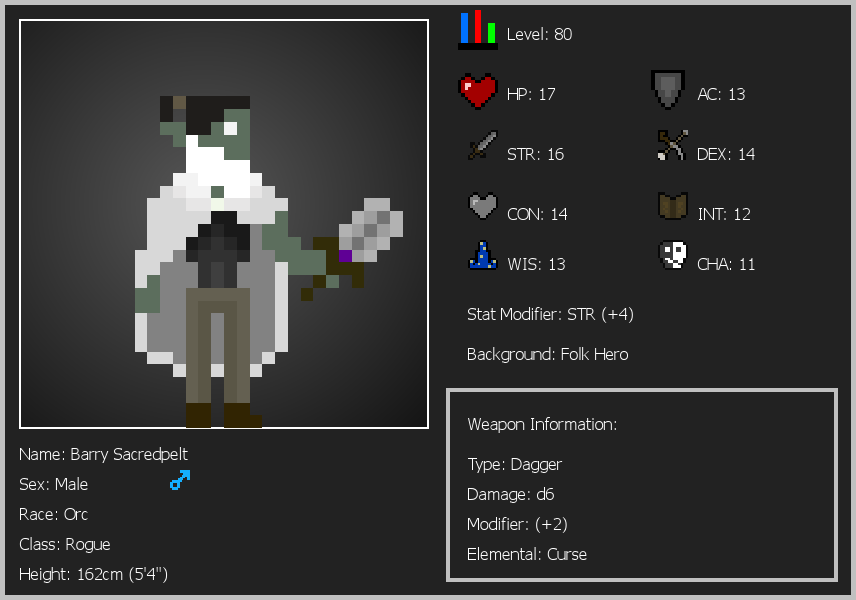 Level: 80
HP: 17
AC: 13
STR: 16
DEX: 14
CON: 14
INT: 12
WIS: 13
CHA: 11
Stat Modifier: STR (+4)
Background: Folk Hero
Weapon Information:
Type: Dagger
Damage: d6
Modifier: (+2)
Elemental: Curse
Name: Barry Sacredpelt
Sex: Male
Race: Orc
Class: Rogue
Height: 162cm (5'4")